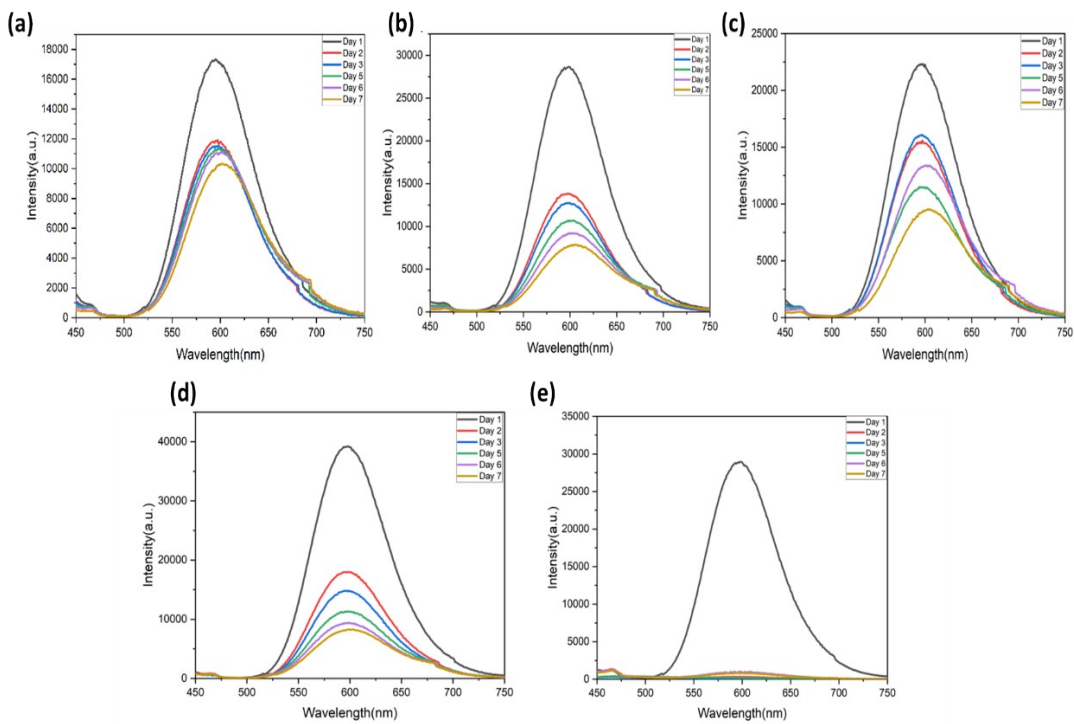 (a)
Day 1
Day 2
Day 3
Day 5
Day 6
Day 7
18000
16000
14000
12000
10000
8000
6000
4000
2000
0
Intensity(a.u.)
450 500 550 600 650 700 750
Wavelength(nm)
(b)
Day 1
Day 2
Day 3
Day 5
Day 6
Day 7
30000
25000
20000
15000
10000
5000
0
Intensity(a.u.)
450 500 550 600 650 700 750
Wavelength(nm)
(c)
Day 1
Day 2
Day 3
Day 5
Day 6
Day 7
25000
20000
15000
10000
5000
0
Intensity(a.u.)
450 500 550 600 650 700 750
Wavelength(nm)
(d)
Day 1
Day 2
Day 3
Day 5
Day 6
Day 7
40000
30000
20000
10000
0
Intensity(a.u.)
450 500 550 600 650 700 750
Wavelength(nm)
(e)
Day 1
Day 2
Day 3
Day 5
Day 6
Day 7
35000
30000
25000
20000
15000
10000
5000
0
Intensity(a.u.)
450 500 550 600 650 700 750
Wavelength(nm)